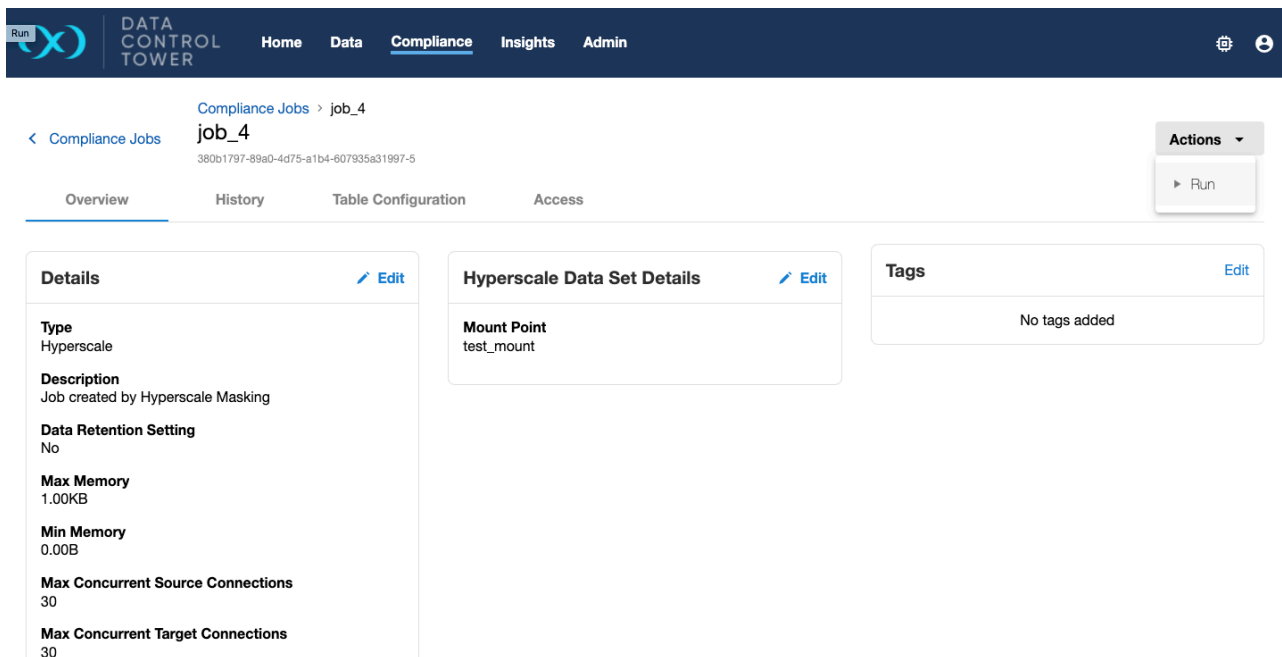 Run
DATA
CONTROL
TOWER
Home Data Compliance Insights Admin
Compliance Jobs > job_4
Compliance Jobs
job_4
380b1797-89a0-4d75-a1b4-607935a31997-5
Actions
Run
Overview History Table Configuration Access
Details Edit
Type
Hyperscale
Description
Job created by Hyperscale Masking
Data Retention Setting
No
Max Memory
1.00KB
Min Memory
0.00B
Max Concurrent Source Connections
30
Max Concurrent Target Connections
30
Hyperscale Data Set Details Edit
Mount Point
test_mount
Tags Edit
No tags added